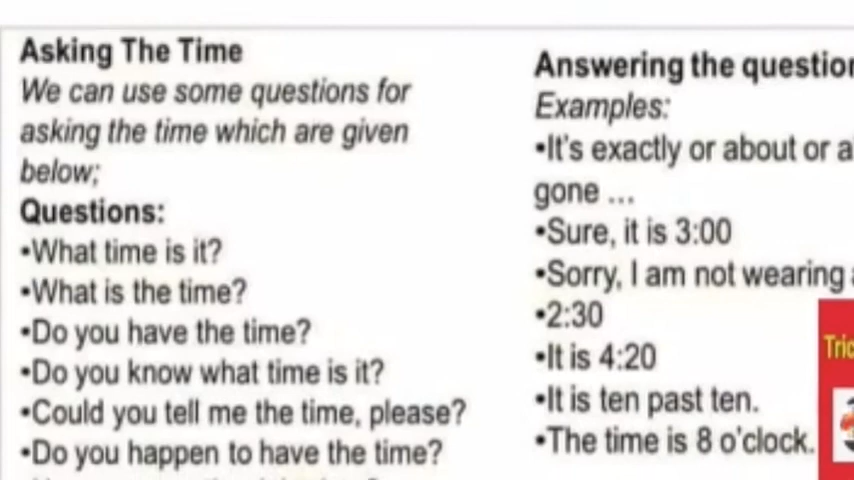 Asking The Time
We can use some questions for
asking the time which are given
below;
Questions:
•What time is it?
•What is the time?
•Do you have the time?
•Do you know what time is it?
•Could you tell me the time, please?
•Do you happen to have the time?
Answering the
Examples:
•It's exactly or about or
gone ...
•Sure, it is 3:00
•Sorry, I am not wearing
•2:30
•It is 4:20
•It is ten past ten.
•The time is 8 o'clock.